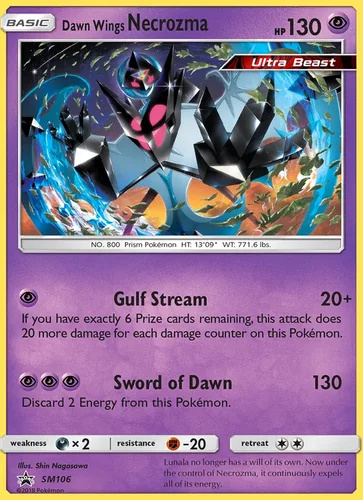 BASIC
Dawn Wings Necrozma HP 130
Ultra Beast
NO. 800 Prism Pokémon HT: 13'09" WT: 771.6 lbs.
Gulf Stream 20+
If you have exactly 6 Prize cards remaining, this attack does
20 more damage for each damage counter on this Pokémon.
Sword of Dawn 130
Discard 2 Energy from this Pokémon.
weakness ×2 resistance -20 retreat
Illus. Shin Nagasawa
PROMO SM106
©2018 Pokémon
Lunala no longer has a will of its own. Now under
the control of Necrozma, it continuously expels
all of its energy.